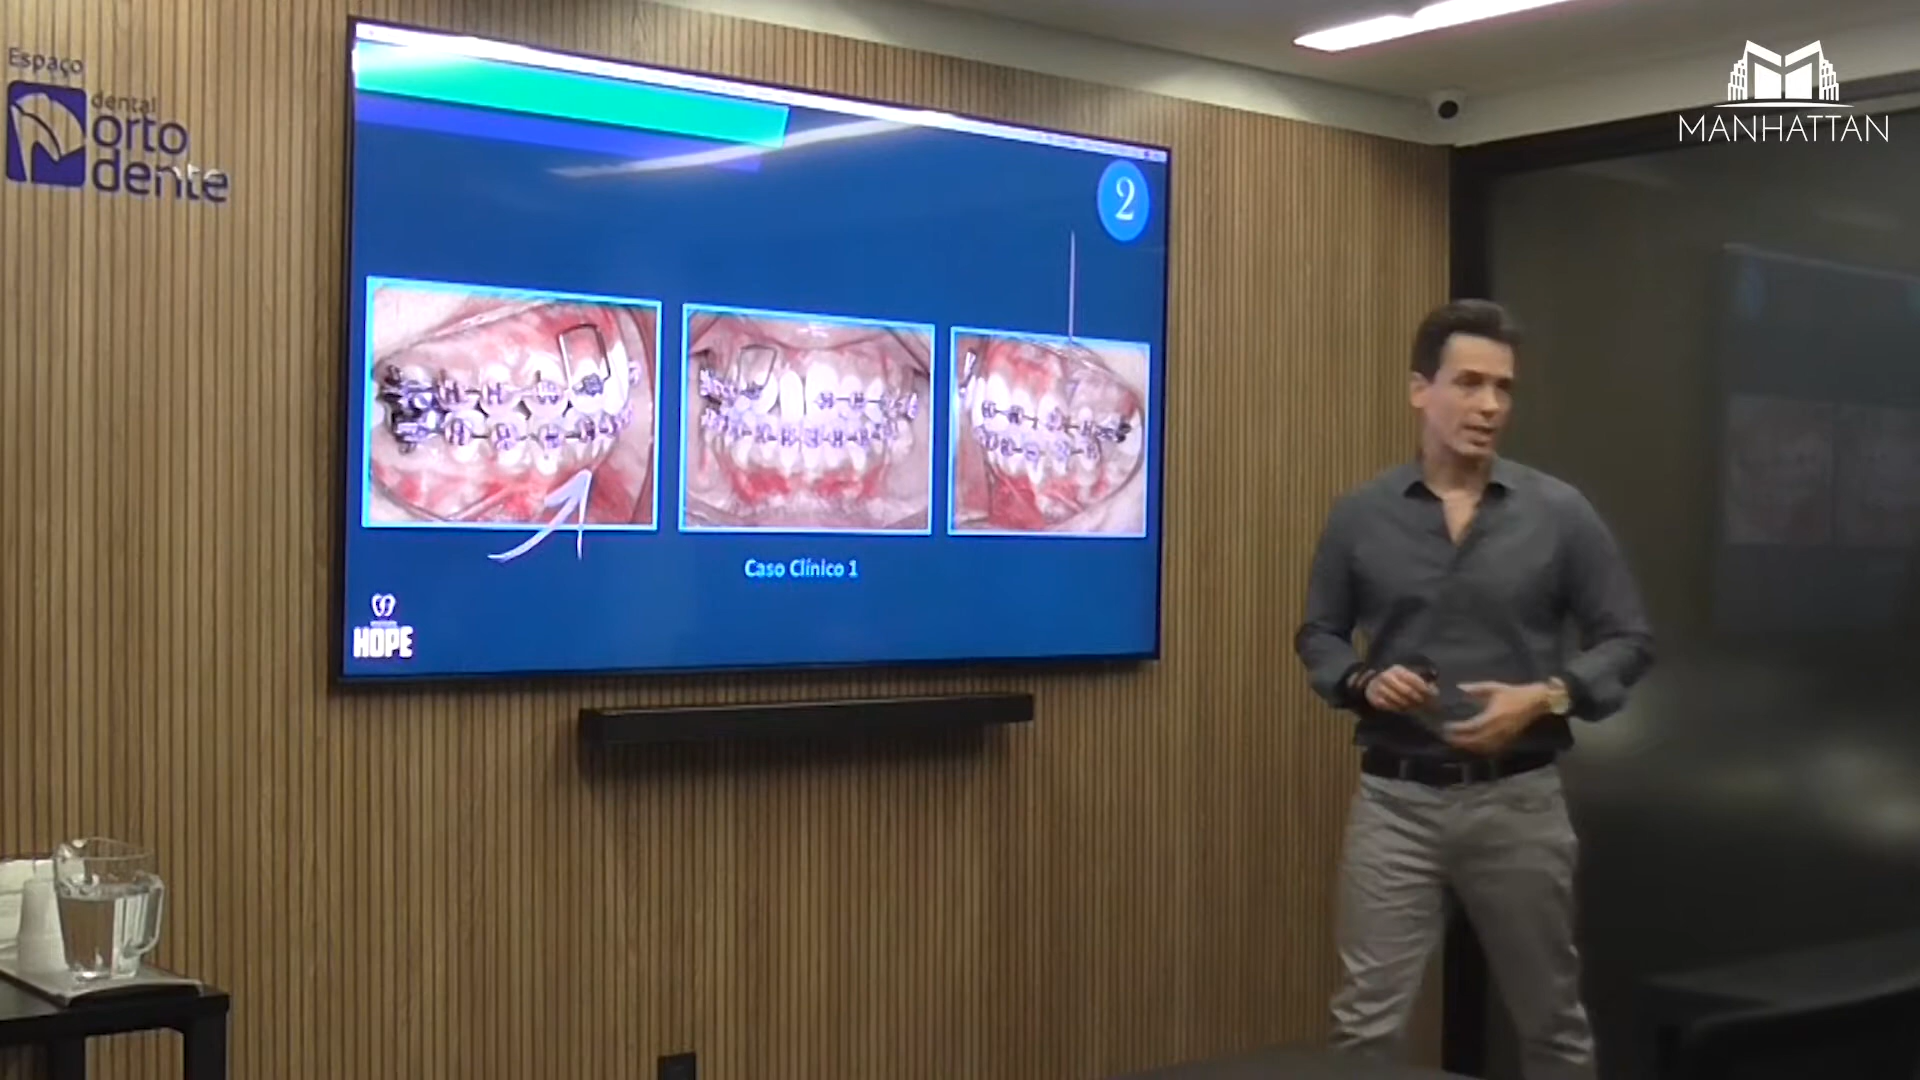 Espaço
dental
orto
dente
2
Caso Clínico 1
HOPE
MANHATTAN